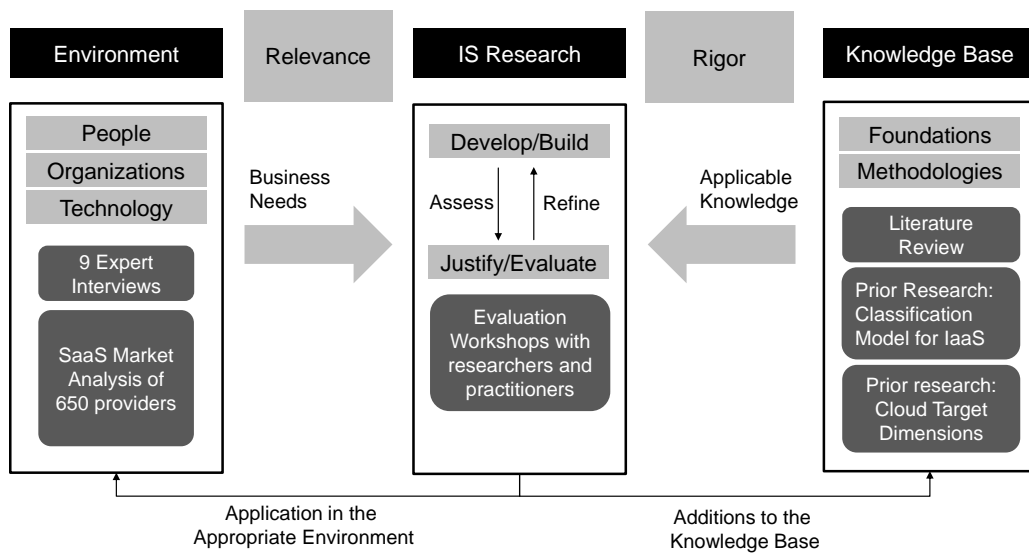 Environment
Relevance
IS Research
Rigor
Knowledge Base
People
Organizations
Technology
9 Expert
Interviews
SaaS Market
Analysis of
650 providers
Business
Needs
Develop/Build
Assess
Refine
Justify/Evaluate
Evaluation
Workshops with
researchers and
practitioners
Applicable
Knowledge
Foundations
Methodologies
Literature
Review
Prior Research:
Classification
Model for IaaS
Prior research:
Cloud Target
Dimensions
Application in the
Appropriate Environment
Additions to the
Knowledge Base